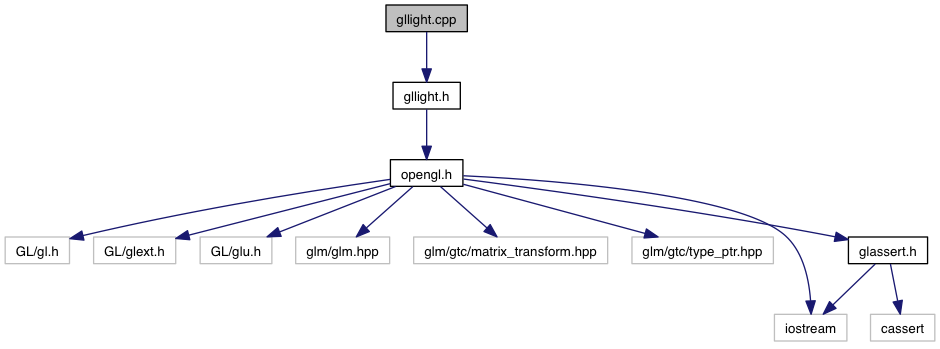 gllight.cpp
gllight.h
opengl.h
GL/gl.h
GL/glext.h
GL/glu.h
glm/glm.hpp
glm/gtc/matrix_transform.hpp
glm/gtc/type_ptr.hpp
glassert.h
iostream
cassert